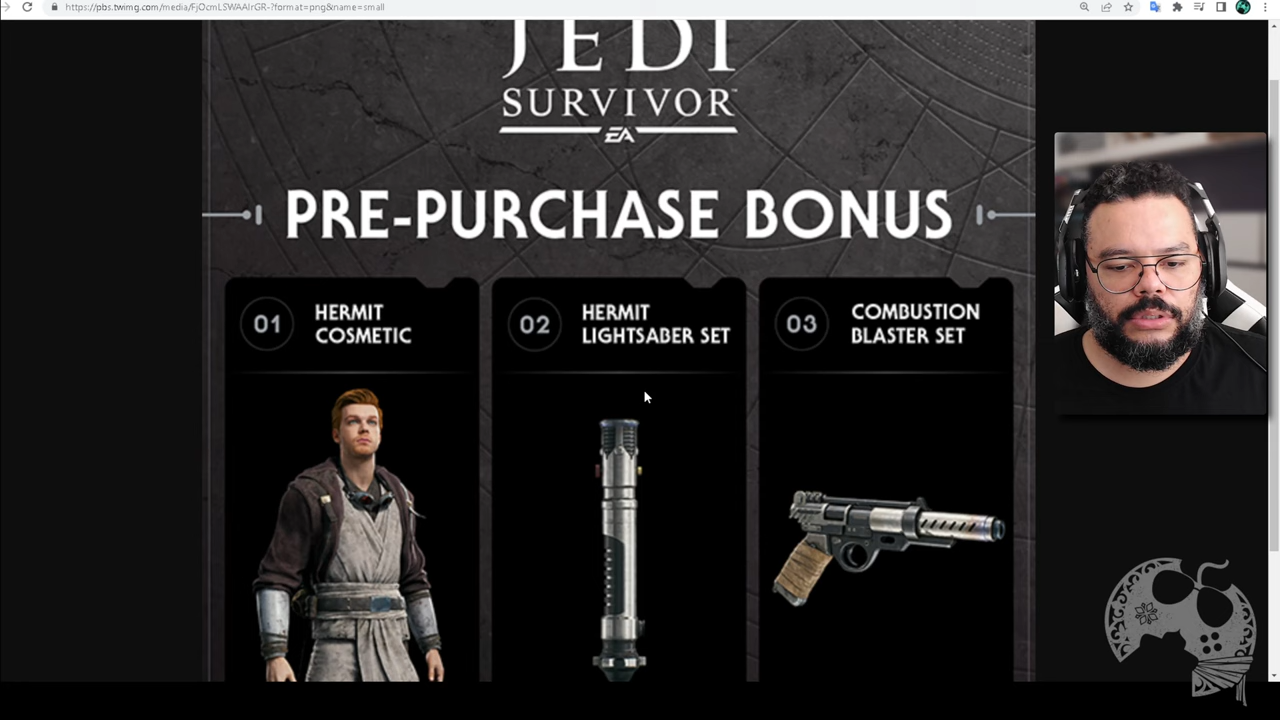 https://pbs.twimg.com/media/FjOcmLSWAAIrGR-?format=png&name=small
JEDI
SURVIVOR™
EA
PRE-PURCHASE BONUS
01
HERMIT
COSMETIC
02
HERMIT
LIGHTSABER SET
03
COMBUSTION
BLASTER SET